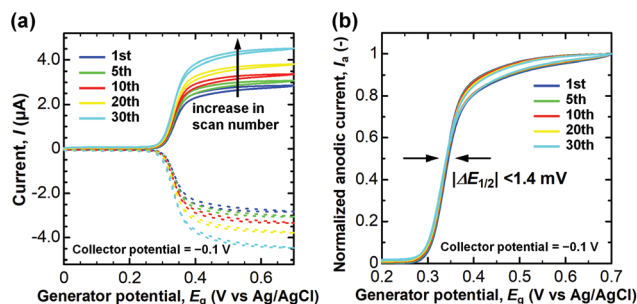 (a)
Current, I (μA)
4.0
2.0
0
-2.0
-4.0
1st
5th
10th
20th
30th
increase in
scan number
Collector potential = −0.1 V
0 0.2 0.4 0.6
Generator potential, Eg (V vs Ag/AgCl)
(b)
Normalized anodic current, Ia (-)
1.0
0.8
0.6
0.4
0.2
0
1st
5th
10th
20th
30th
|ΔE1/2| <1.4 mV
Collector potential = −0.1 V
0.2 0.3 0.4 0.5 0.6 0.7
Generator potential, Eg (V vs Ag/AgCl)